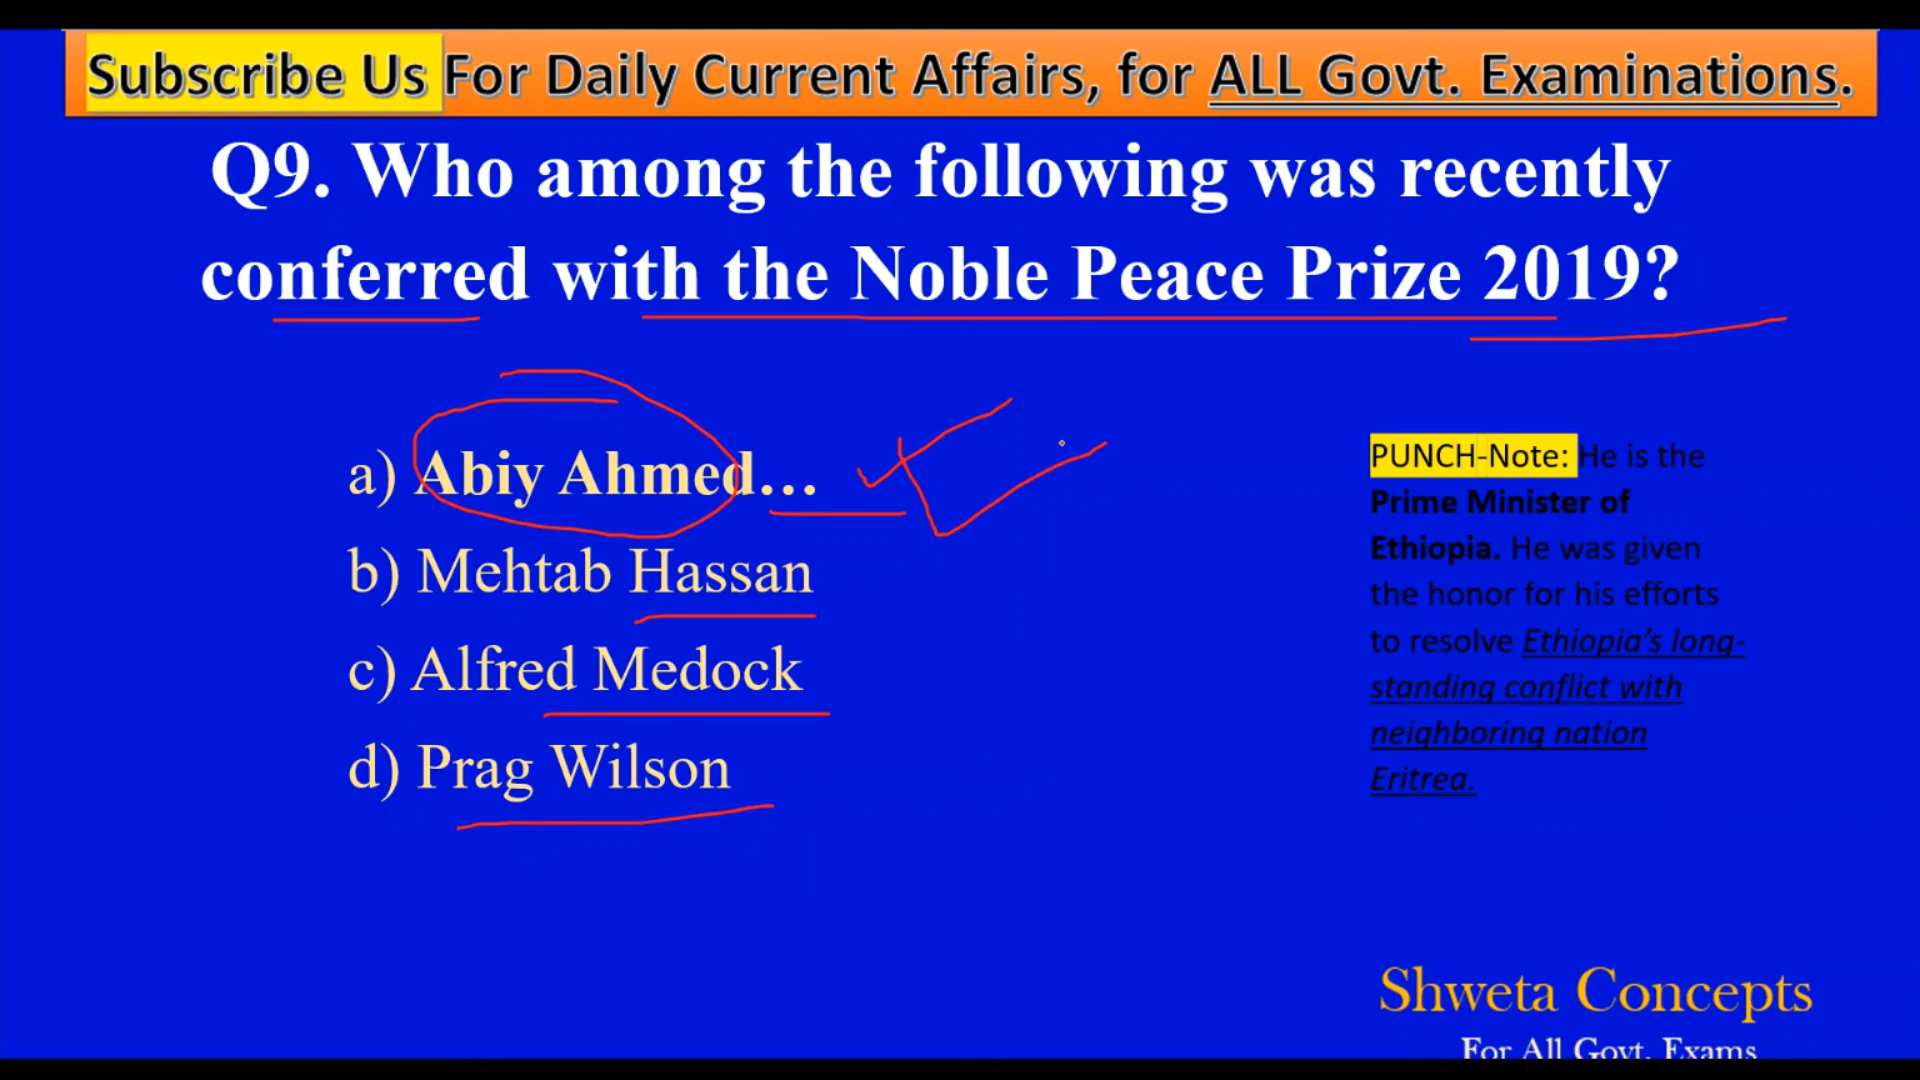 Subscribe Us For Daily Current Affairs, for ALL Govt. Examinations.
Q9. Who among the following was recently
conferred with the Noble Peace Prize 2019?
a) Abiy Ahmed...
b) Mehtab Hassan
c) Alfred Medock
d) Prag Wilson
PUNCH-Note: He is the
Prime Minister of
Ethiopia. He was given
the honor for his efforts
to resolve Ethiopia's long-
standing conflict with
neighboring nation
Eritrea.
Shweta Concepts
For All Govt. Exams